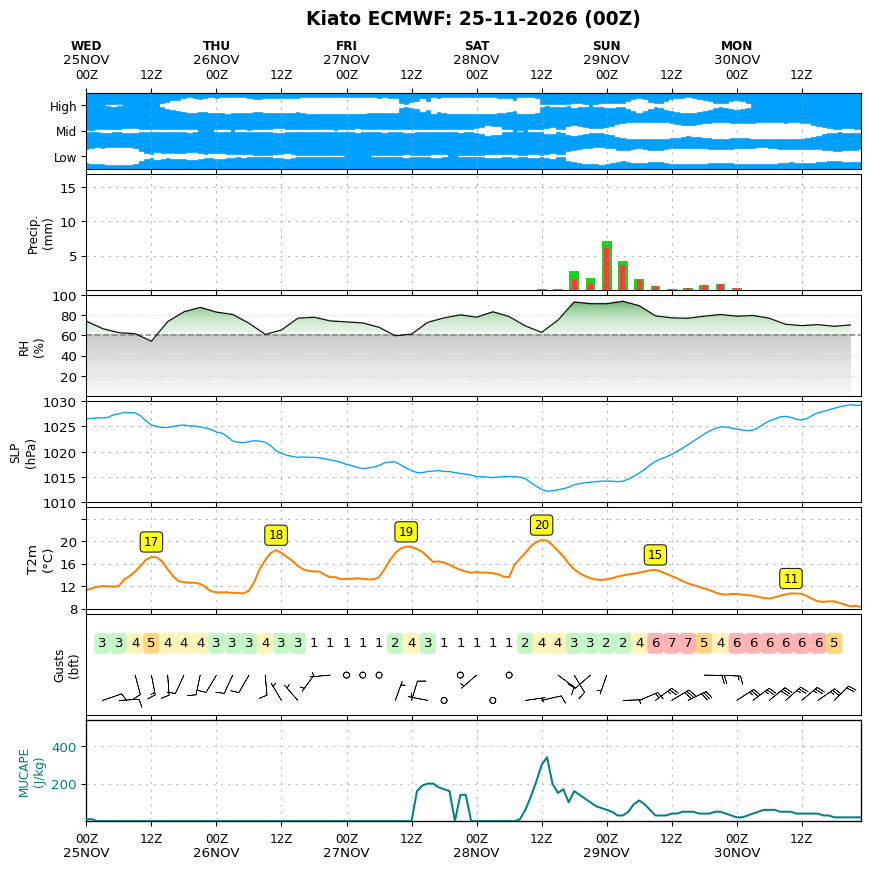 Kiato ECMWF: 25-11-2026 (00Z)
WED THU FRI SAT SUN MON
25NOV 26NOV 27NOV 28NOV 29NOV 30NOV
00Z 12Z 00Z 12Z 00Z 12Z 00Z 12Z 00Z 12Z 00Z 12Z
High
Mid
Low
Precip.
(mm)
15
10
5
RH
(%)
100
80
60
40
20
SLP
(hPa)
1030
1025
1020
1015
1010
T2m
(°C)
20
16
12
8
17 18 19 20 15 11
Gusts
(bft)
3 3 4 5 4 4 4 3 3 3 4 3 3 1 1 1 1 1 2 4 3 1 1 1 1 1 2 4 4 3 3 2 2 4 6 7 7 5 4 6 6 6 6 6 6 5
MUCAPE
(J/kg)
400
200
00Z 12Z 00Z 12Z 00Z 12Z 00Z 12Z 00Z 12Z 00Z 12Z
25NOV 26NOV 27NOV 28NOV 29NOV 30NOV